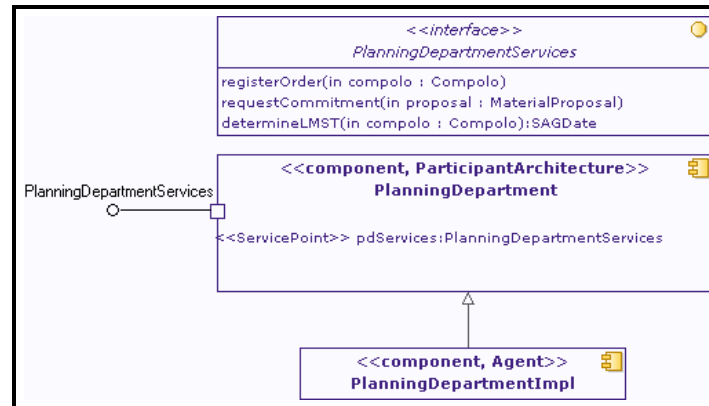 <<interface>>
PlanningDepartmentServices
registerOrder(in compolo : Compolo)
requestCommitment(in proposal : MaterialProposal)
determineLMST(in compolo : Compolo):SAGDate
<<component, ParticipantArchitecture>>
PlanningDepartment
PlanningDepartmentServices
<<ServicePoint>> pdServices:PlanningDepartmentServices
<<component, Agent>>
PlanningDepartmentImpl